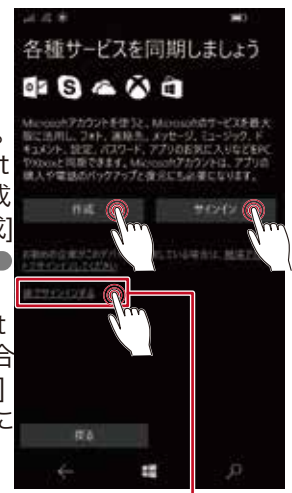 各種サービスを同期しましょう
Microsoftアカウントを使うと、Microsoftのサービスを最大
限に活用し、フォト、連絡先、メッセージ、ミュージック、ド
キュメント、設定、パスワード、アプリのお気に入りなどをPC
やXboxと同期できます。Microsoftアカウントは、アプリの
購入や電話のバックアップと復元にも必要になります。
作成
サインイン
後でサインインする
戻る
。
t
成
成]
t
合
]
に